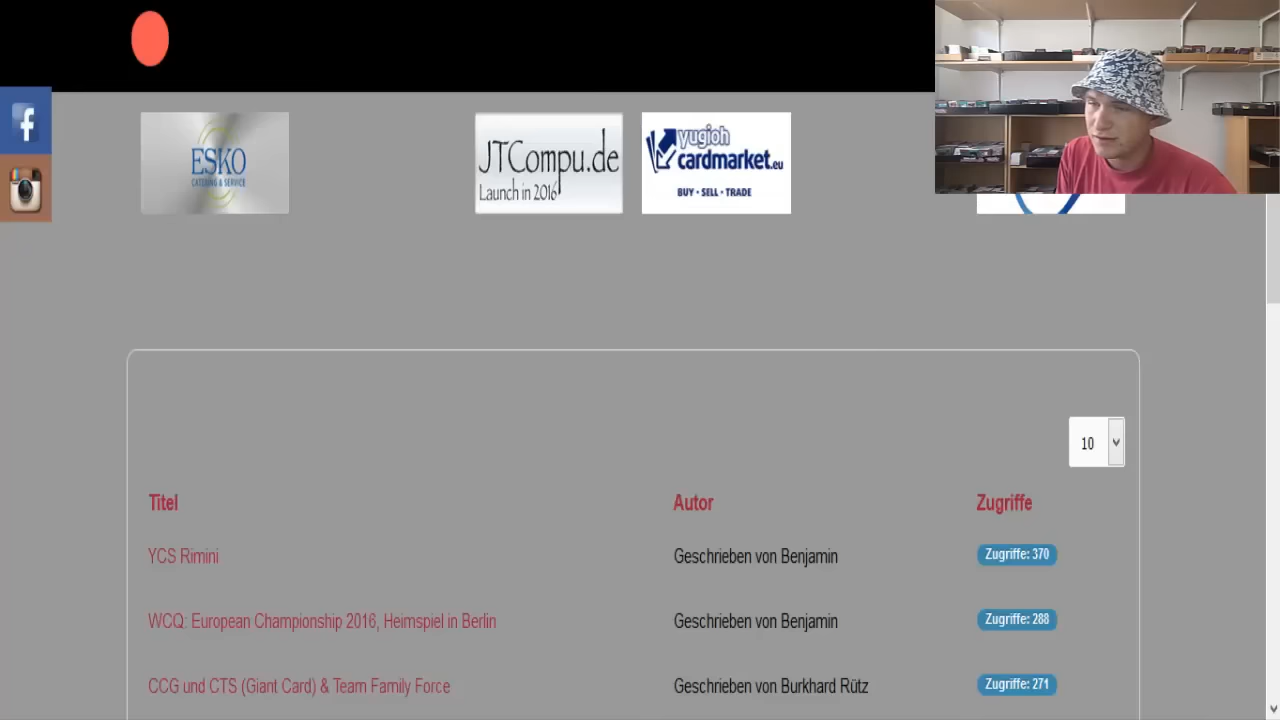 ESKO
CATERING & SERVICE
JTCompu.de
Launch in 2016
yugioh
cardmarket.eu
BUY • SELL • TRADE
10
Titel Autor Zugriffe
YCS Rimini Geschrieben von Benjamin Zugriffe: 370
WCQ: European Championship 2016, Heimspiel in Berlin Geschrieben von Benjamin Zugriffe: 288
CCG und CTS (Giant Card) & Team Family Force Geschrieben von Burkhard Rütz Zugriffe: 271